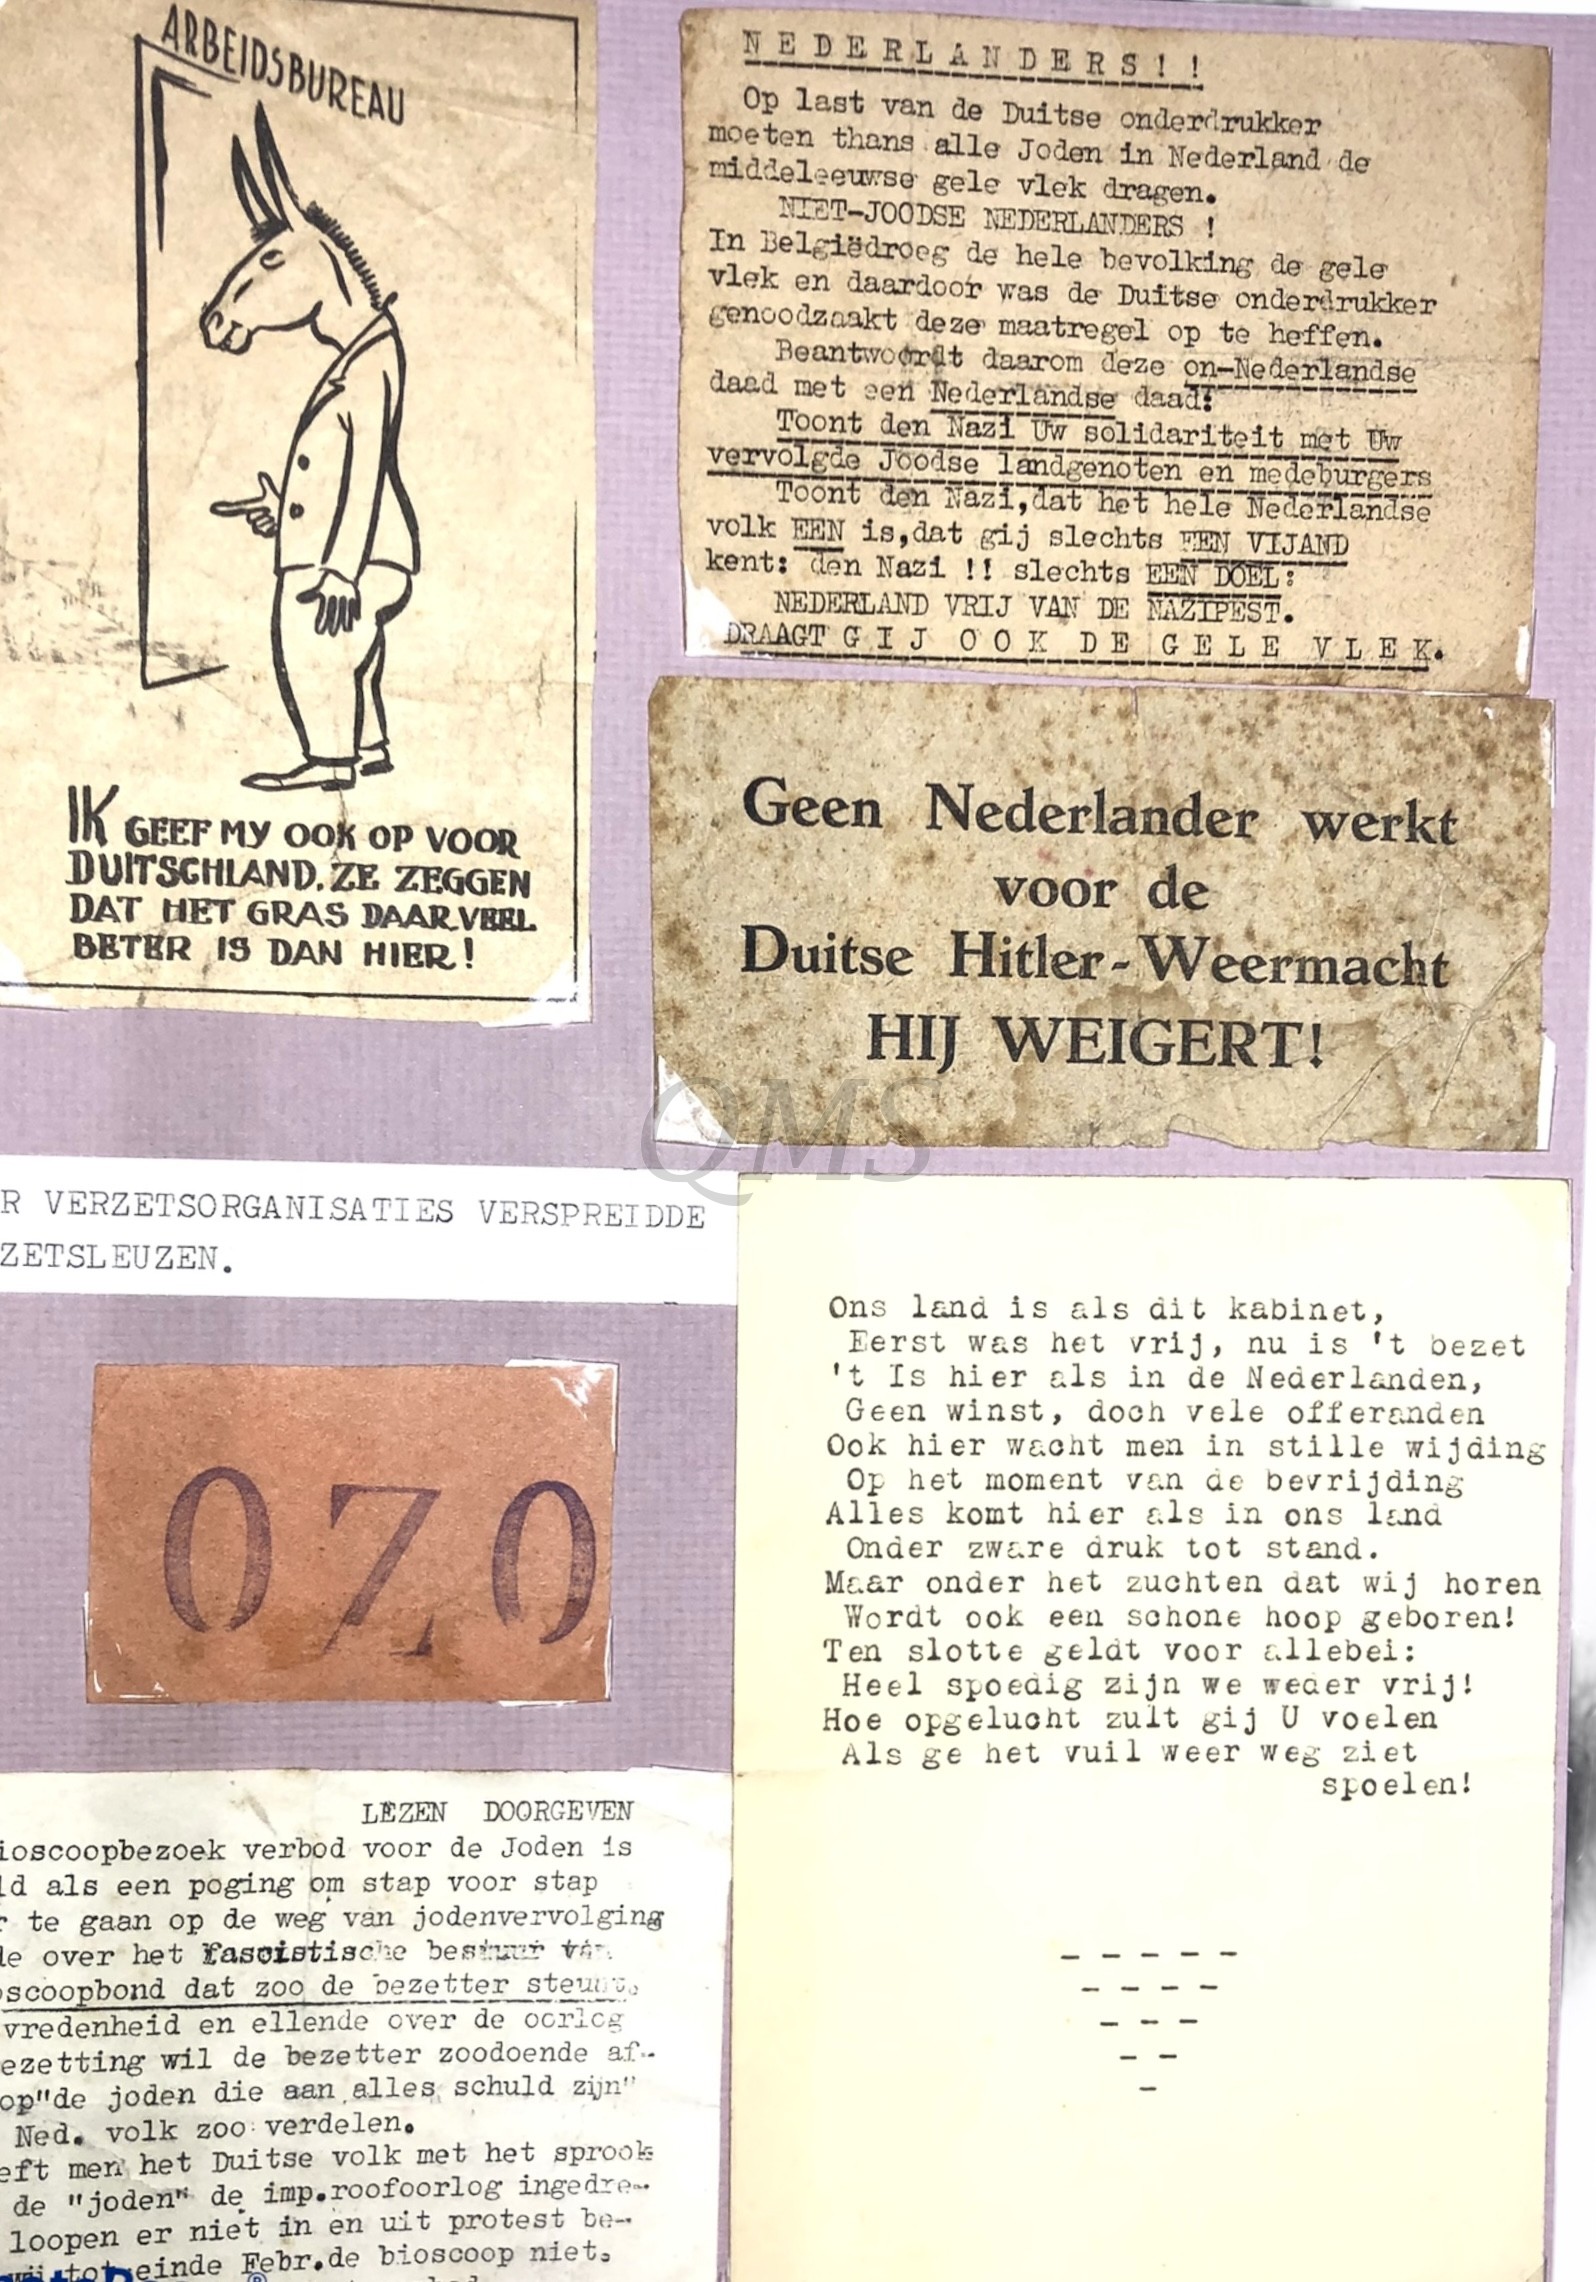 ARBEIDSBUREAU
IK GEEF MY OOK OP VOOR
DUITSCHLAND. ZE ZEGGEN
DAT HET GRAS DAAR VEEL
BETER IS DAN HIER!
NEDERLANDERS!!
Op last van de Duitse onderdrukker
moeten thans alle Joden in Nederland de
middeleeuwse gele vlek dragen.
NIET-JOODSE NEDERLANDERS !
In Belgiëdroeg de hele bevolking de gele
vlek en daardoor was de Duitse onderdrukker
genoodzaakt deze maatregel op te heffen.
Beantwoordt daarom deze on-Nederlandse
daad met een Nederlandse daad:
Toont den Nazi Uw solidariteit met Uw
vervolgde Joodse landgenoten en medeburgers
Toont den Nazi,dat het hele Nederlandse
volk EEN is,dat gij slechts EEN VIJAND
kent: den Nazi !! slechts EEN DOEL:
NEDERLAND VRIJ VAN DE NAZIPEST.
DRAAGT GIJ OOK DE GELE VLEK.
Geen Nederlander werkt
voor de
Duitse Hitler-Weermacht
HIJ WEIGERT!
QMS
R VERZETSORGANISATIES VERSPREIDDE
ZETSLEUZEN.
OZO
Ons land is als dit kabinet,
Eerst was het vrij, nu is 't bezet
't Is hier als in de Nederlanden,
Geen winst, doch vele offeranden
Ook hier wacht men in stille wijding
Op het moment van de bevrijding
Alles komt hier als in ons land
Onder zware druk tot stand.
Maar onder het zuchten dat wij horen
Wordt ook een schone hoop geboren!
Ten slotte geldt voor allebei:
Heel spoedig zijn we weder vrij!
Hoe opgelucht zult gij U voelen
Als ge het vuil weer weg ziet
spoelen!
- - - - -
- - - -
- - -
- -
-
LEZEN DOORGEVEN
ioscoopbezoek verbod voor de Joden is
ld als een poging om stap voor stap
r te gaan op de weg van jodenvervolging
de over het fascistische bestuur van
oscoopbond dat zoo de bezetter steunt.
vredenheid en ellende over de oorlog
ezetting wil de bezetter zoodoende af-
op"de joden die aan alles schuld zijn"
Ned. volk zoo verdelen.
eft men het Duitse volk met het sprook
de "joden" de imp.roofoorlog ingedre-
loopen er niet in en uit protest be-
wij tot einde Febr.de bioscoop niet.